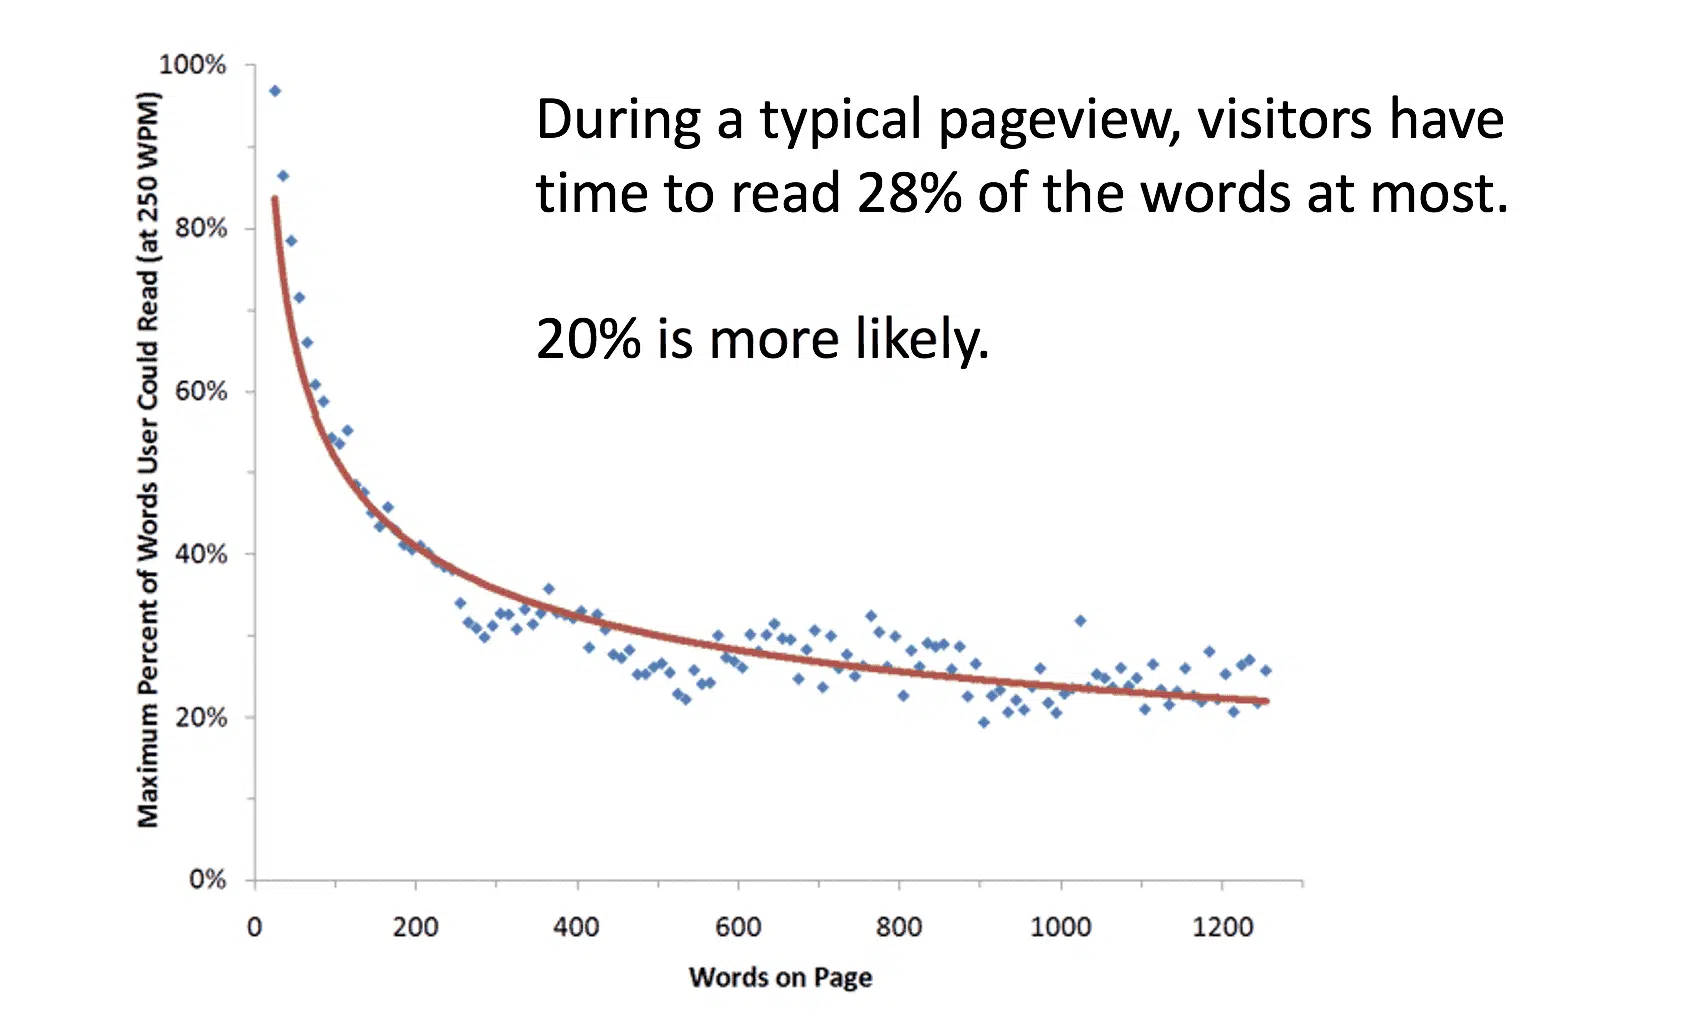 During a typical pageview, visitors have
time to read 28% of the words at most.
20% is more likely.
Maximum Percent of Words User Could Read (at 250 WPM)
100%
80%
60%
40%
20%
0%
0 200 400 600 800 1000 1200
Words on Page